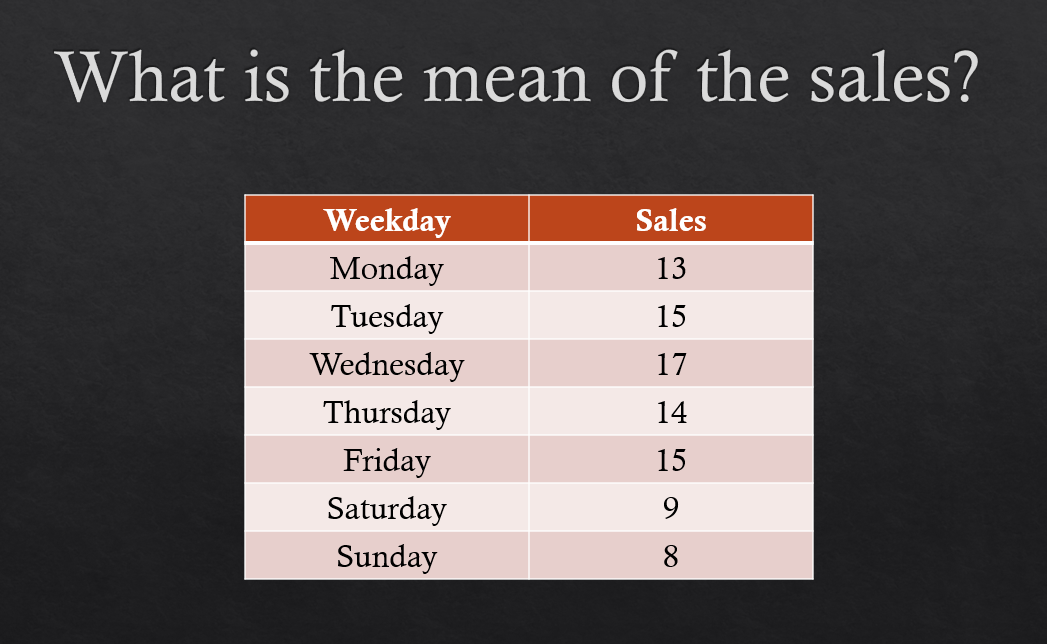 What is the mean of the sales?
Weekday Sales
Monday 13
Tuesday 15
Wednesday 17
Thursday 14
Friday 15
Saturday 9
Sunday 8